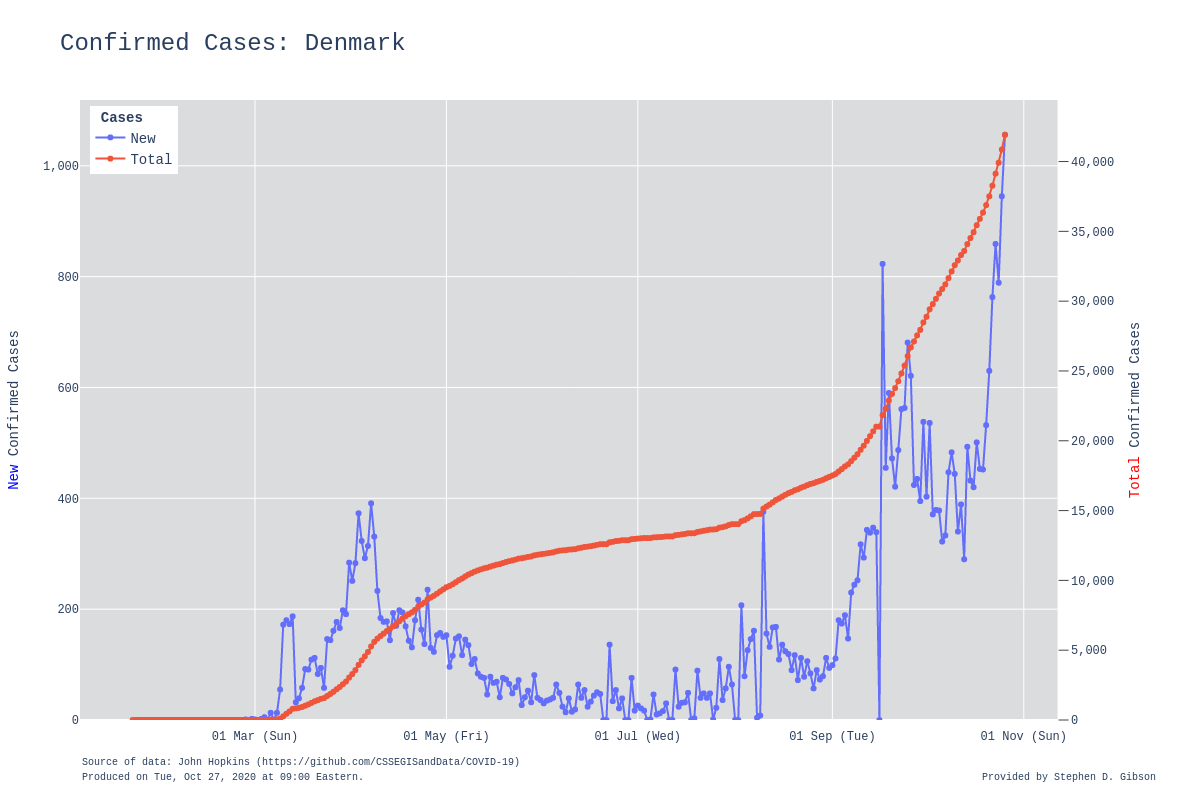 Confirmed Cases: Denmark
Cases
New
Total
1,000
800
600
400
200
0
40,000
35,000
30,000
25,000
20,000
15,000
10,000
5,000
0
New Confirmed Cases
Total Confirmed Cases
01 Mar (Sun)
01 May (Fri)
01 Jul (Wed)
01 Sep (Tue)
01 Nov (Sun)
Source of data: John Hopkins (https://github.com/CSSEGISandData/COVID-19)
Produced on Tue, Oct 27, 2020 at 09:00 Eastern.
Provided by Stephen D. Gibson